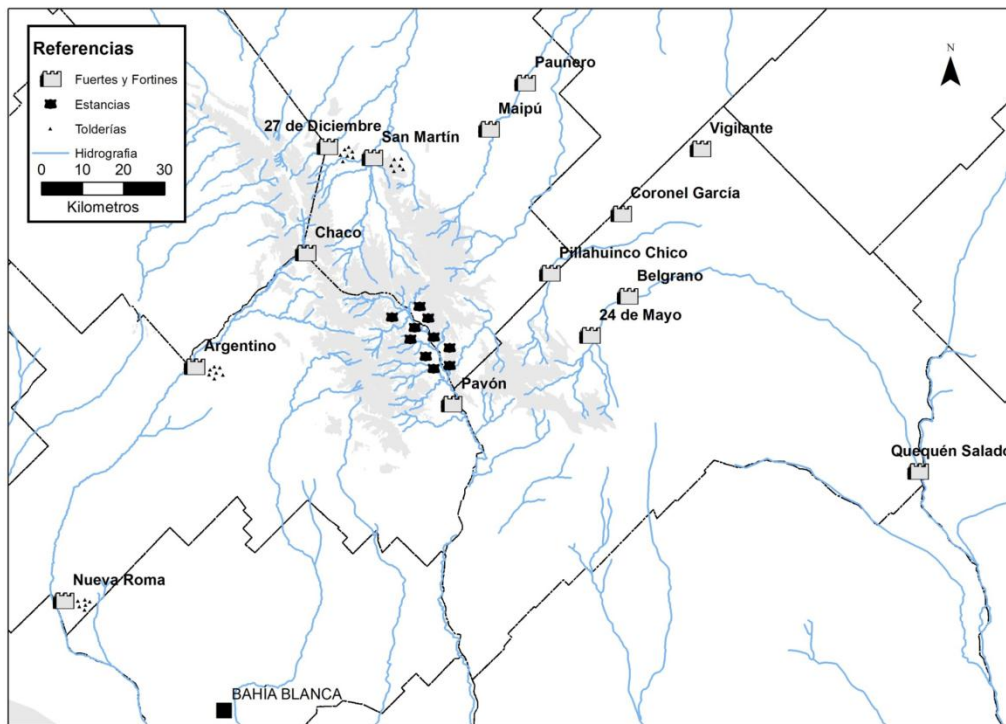 Referencias
Fuertes y Fortines
Estancias
Tolderías
Hidrografia
0 10 20 30
Kilometros
N
Paunero
Maipú
27 de Diciembre
San Martín
Vigilante
Coronel García
Chaco
Pillahuinco Chico
Belgrano
24 de Mayo
Argentino
Pavón
Quequén Salado
Nueva Roma
BAHÍA BLANCA